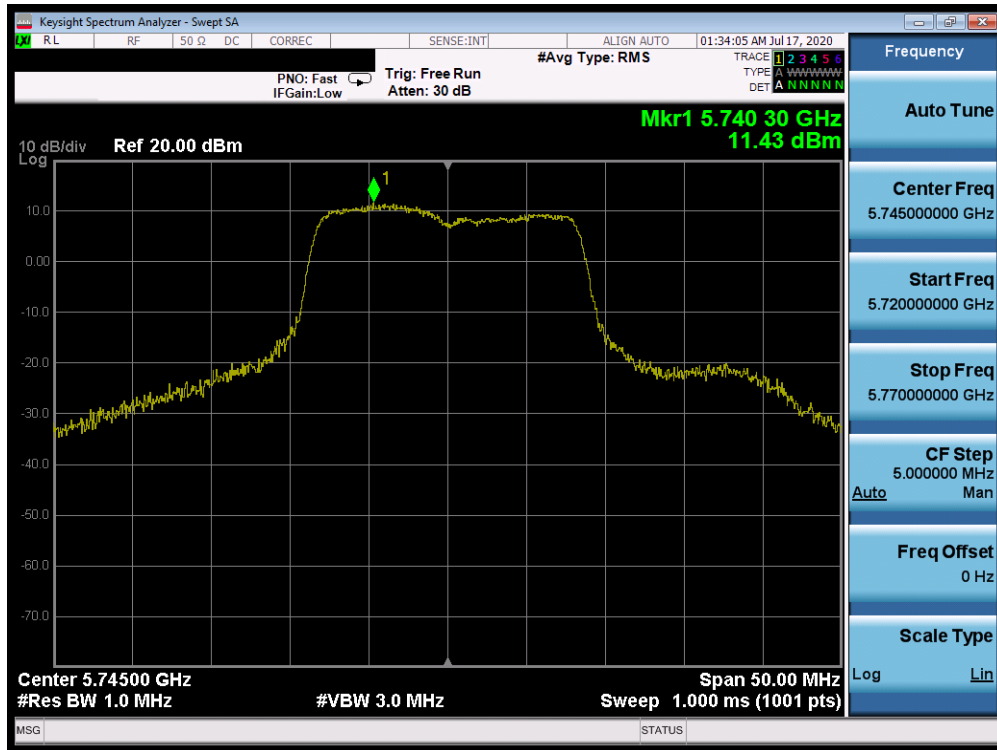 Keysight Spectrum Analyzer - Swept SA
LXI RL RF 50 Ω DC CORREC SENSE:INT ALIGN AUTO 01:34:05 AM Jul 17, 2020
#Avg Type: RMS TRACE 1 2 3 4 5 6
PNO: Fast Trig: Free Run TYPE A WWWWW
IFGain:Low Atten: 30 dB DET A N N N N N
Mkr1 5.740 30 GHz
11.43 dBm
10 dB/div Ref 20.00 dBm
Log
1
10.0
0.00
-10.0
-20.0
-30.0
-40.0
-50.0
-60.0
-70.0
Center 5.74500 GHz Span 50.00 MHz
#Res BW 1.0 MHz #VBW 3.0 MHz Sweep 1.000 ms (1001 pts)
MSG STATUS
Frequency
Auto Tune
Center Freq
5.745000000 GHz
Start Freq
5.720000000 GHz
Stop Freq
5.770000000 GHz
CF Step
5.000000 MHz
Auto Man
Freq Offset
0 Hz
Scale Type
Log Lin